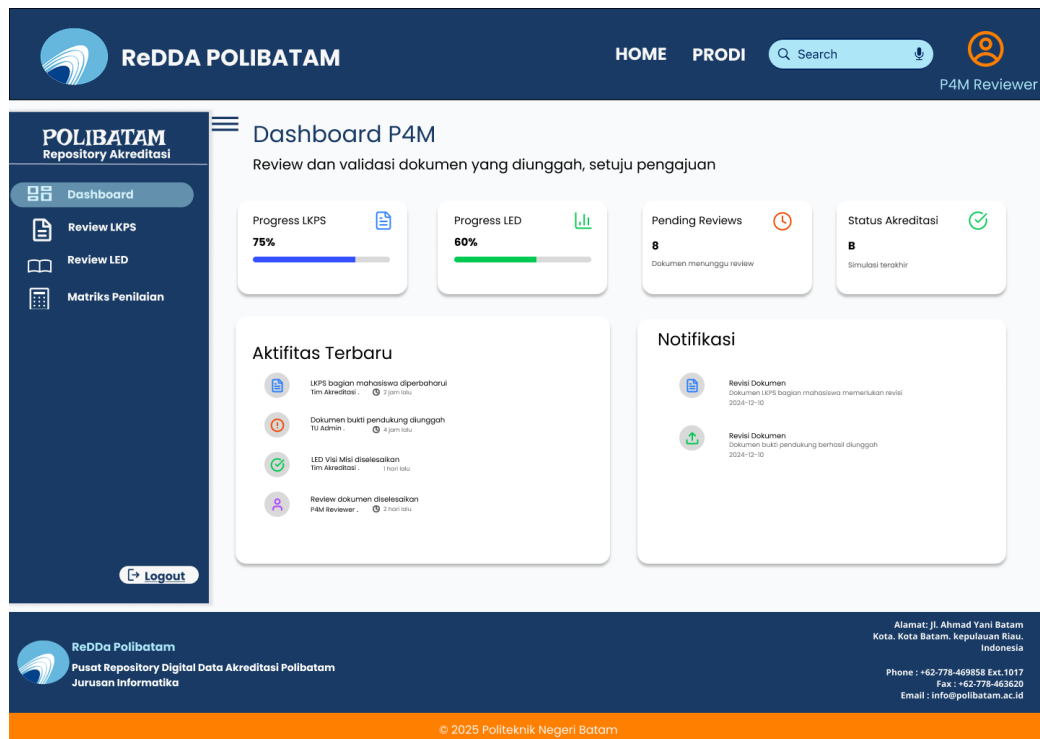 ReDDA POLIBATAM
HOME
PRODI
Search
P4M Reviewer
POLIBATAM
Repository Akreditasi
Dashboard
Review LKPS
Review LED
Matriks Penilaian
Logout
Dashboard P4M
Review dan validasi dokumen yang diunggah, setuju pengajuan
Progress LKPS
75%
Progress LED
60%
Pending Reviews
8
Dokumen menunggu review
Status Akreditasi
B
Simulasi terakhir
Aktifitas Terbaru
LKPS bagian mahasiswa diperbaharui
Tim Akreditasi . 2 jam lalu
Dokumen bukti pendukung diunggah
TU Admin . 4 jam lalu
LED Visi Misi diselesaikan
Tim Akreditasi . 1 hari lalu
Review dokumen diselesaikan
P4M Reviewer . 2 hari lalu
Notifikasi
Revisi Dokumen
Dokumen LKPS bagian mahasiswa memerlukan revisi
2024-12-10
Revisi Dokumen
Dokumen bukti pendukung berhasil diunggah
2024-12-10
ReDDa Polibatam
Pusat Repository Digital Data Akreditasi Polibatam
Jurusan Informatika
Alamat: Jl. Ahmad Yani Batam
Kota. Kota Batam. kepulauan Riau.
Indonesia
Phone : +62-778-469858 Ext.1017
Fax : +62-778-463620
Email : info@polibatam.ac.id
© 2025 Politeknik Negeri Batam